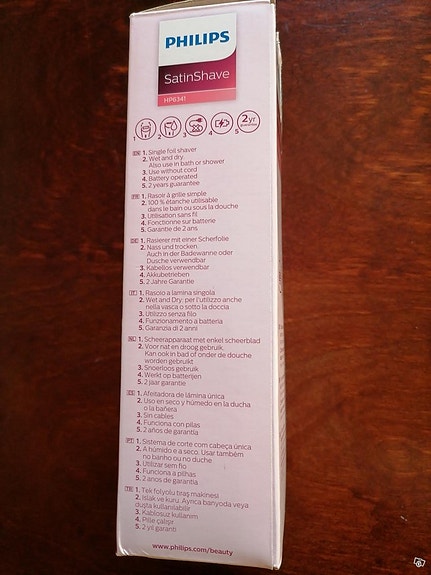 PHILIPS
SatinShave
HP6341
2yr
guarantee
1 2 3 4 5
EN 1. Single foil shaver
2. Wet and dry.
Also use in bath or shower
3. Use without cord
4. Battery operated
5. 2 years guarantee
FR 1. Rasoir à grille simple
2. 100 % étanche utilisable
dans le bain ou sous la douche
3. Utilisation sans fil
4. Fonctionne sur batterie
5. Garantie de 2 ans
DE 1. Rasierer mit einer Scherfolie
2. Nass und trocken.
Auch in der Badewanne oder
Dusche verwendbar
3. Kabellos verwendbar
4. Akkubetrieben
5. 2 Jahre Garantie
IT 1. Rasoio a lamina singola
2. Wet and Dry: per l'utilizzo anche
nella vasca o sotto la doccia
3. Utilizzo senza filo
4. Funzionamento a batteria
5. Garanzia di 2 anni
NL 1. Scheerapparaat met enkel scheerblad
2. Voor nat en droog gebruik.
Kan ook in bad of onder de douche
worden gebruikt
3. Snoerloos gebruik
4. Werkt op batterijen
5. 2 jaar garantie
ES 1. Afeitadora de lámina única
2. Uso en seco y húmedo en la ducha
o la bañera
3. Sin cables
4. Funciona con pilas
5. 2 años de garantía
PT 1. Sistema de corte com cabeça única
2. A húmido e a seco. Usar também
no banho ou no duche
3. Utilizar sem fio
4. Funciona a pilhas
5. 2 anos de garantia
TR 1. Tek folyolu tıraş makinesi
2. Islak ve kuru. Ayrıca banyoda veya
duşta kullanılabilir
3. Kablosuz kullanım
4. Pille çalışır
5. 2 yıl garanti
www.philips.com/beauty